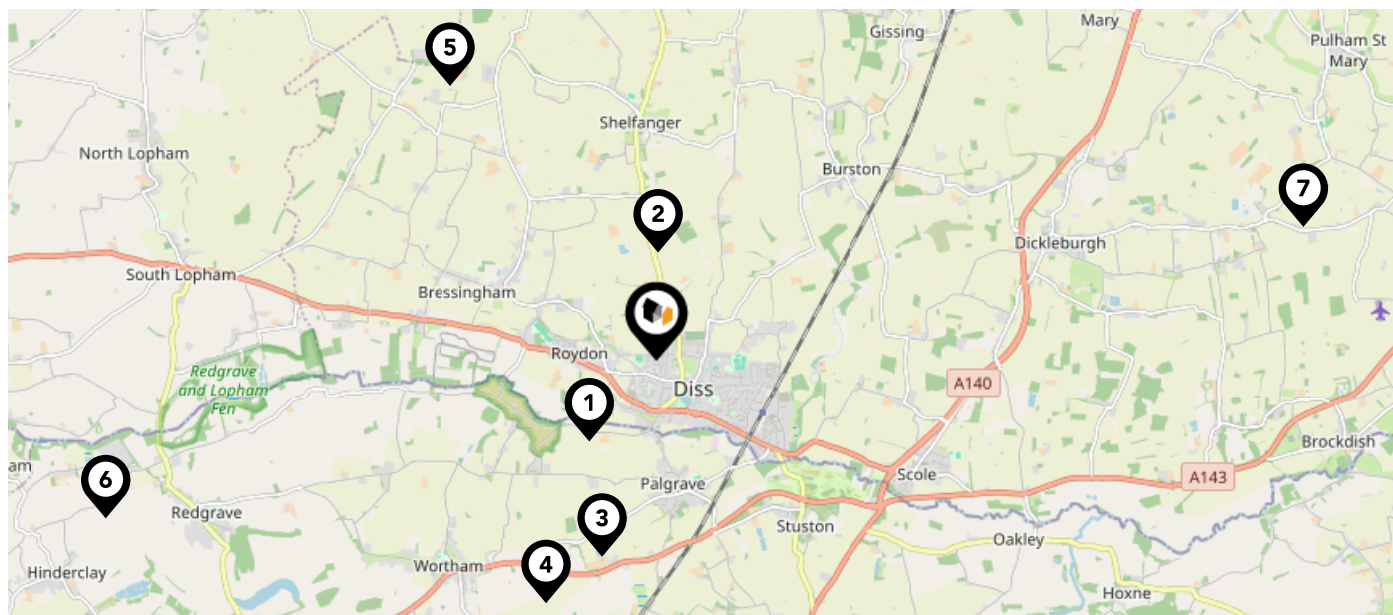 Mary
Gissing
Pulham St
Mary
5
Shelfanger
North Lopham
Burston
7
2
Dickleburgh
South Lopham
Bressingham
Roydon
Redgrave
and Lopham
Fen
Diss
A140
1
Brockdish
am
Scole
A143
6
Palgrave
Redgrave
3
Stuston
Oakley
4
Wortham
Hinderclay
Hoxne